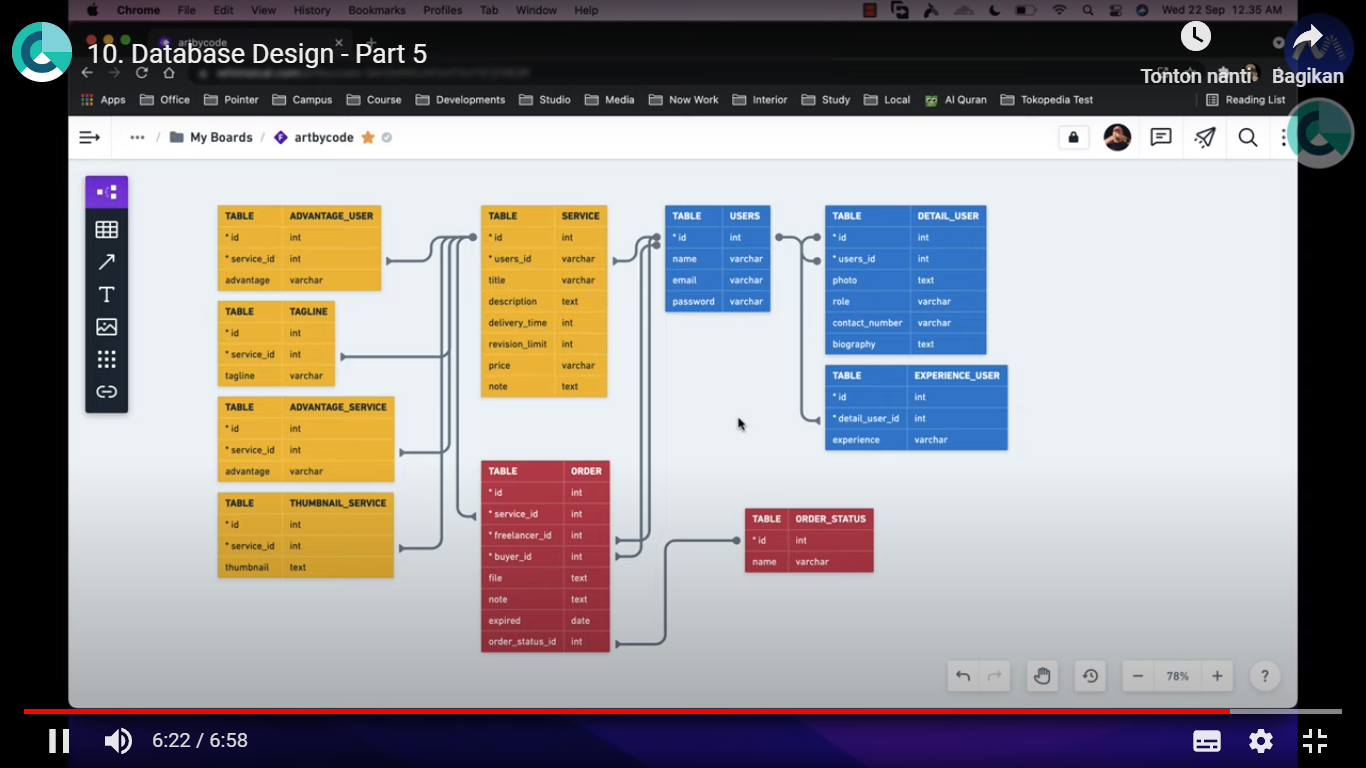 Chrome File Edit View History Bookmarks Profiles Tab Window Help Wed 22 Sep 12.35 AM
artbycode
10. Database Design - Part 5
Tonton nanti Bagikan
Apps Office Pointer Campus Course Developments Studio Media Now Work Interior Study Local Al Quran Tokopedia Test Reading List
... / My Boards / artbycode
TABLE ADVANTAGE_USER
* id int
* service_id int
advantage varchar
TABLE TAGLINE
* id int
* service_id int
tagline varchar
TABLE ADVANTAGE_SERVICE
* id int
* service_id int
advantage varchar
TABLE THUMBNAIL_SERVICE
* id int
* service_id int
thumbnail text
TABLE SERVICE
* id int
* users_id varchar
title varchar
description text
delivery_time int
revision_limit int
price varchar
note text
TABLE ORDER
* id int
* service_id int
* freelancer_id int
* buyer_id int
file text
note text
expired date
order_status_id int
TABLE USERS
* id int
name varchar
email varchar
password varchar
TABLE DETAIL_USER
* id int
* users_id int
photo text
role varchar
contact_number varchar
biography text
TABLE EXPERIENCE_USER
* id int
* detail_user_id int
experience varchar
TABLE ORDER_STATUS
* id int
name varchar
78% ?
6:22 / 6:58